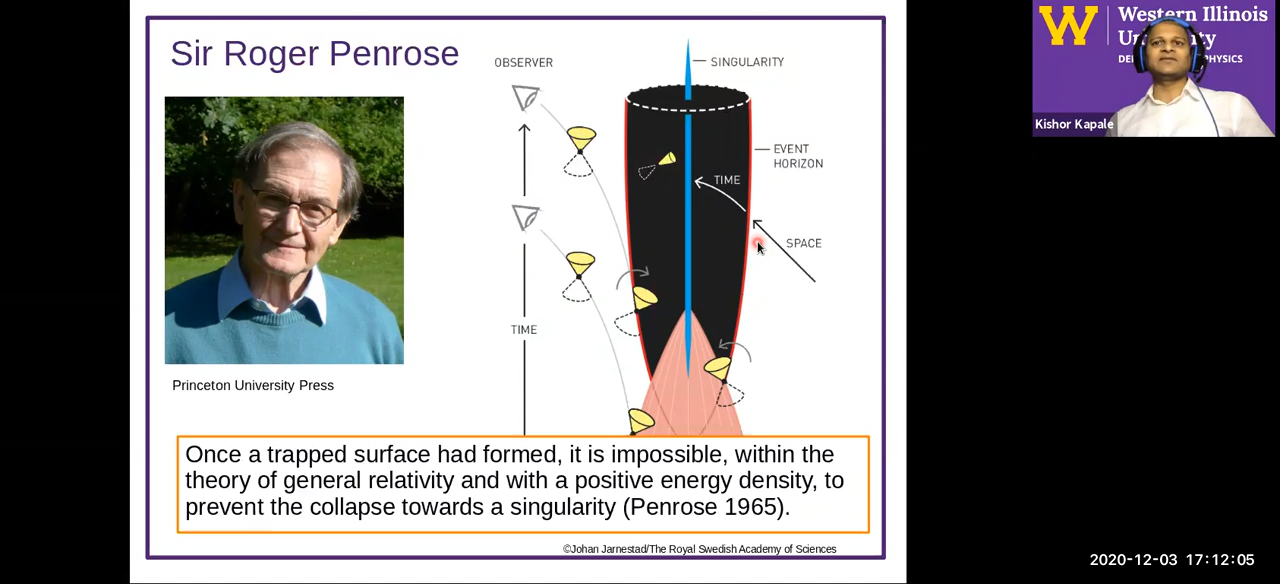 Sir Roger Penrose
OBSERVER
SINGULARITY
EVENT
HORIZON
TIME
SPACE
TIME
Princeton University Press
Once a trapped surface had formed, it is impossible, within the
theory of general relativity and with a positive energy density, to
prevent the collapse towards a singularity (Penrose 1965).
©Johan Jarnestad/The Royal Swedish Academy of Sciences
W
Western Illinois
PHYSICS
Kishor Kapale
2020-12-03 17:12:05